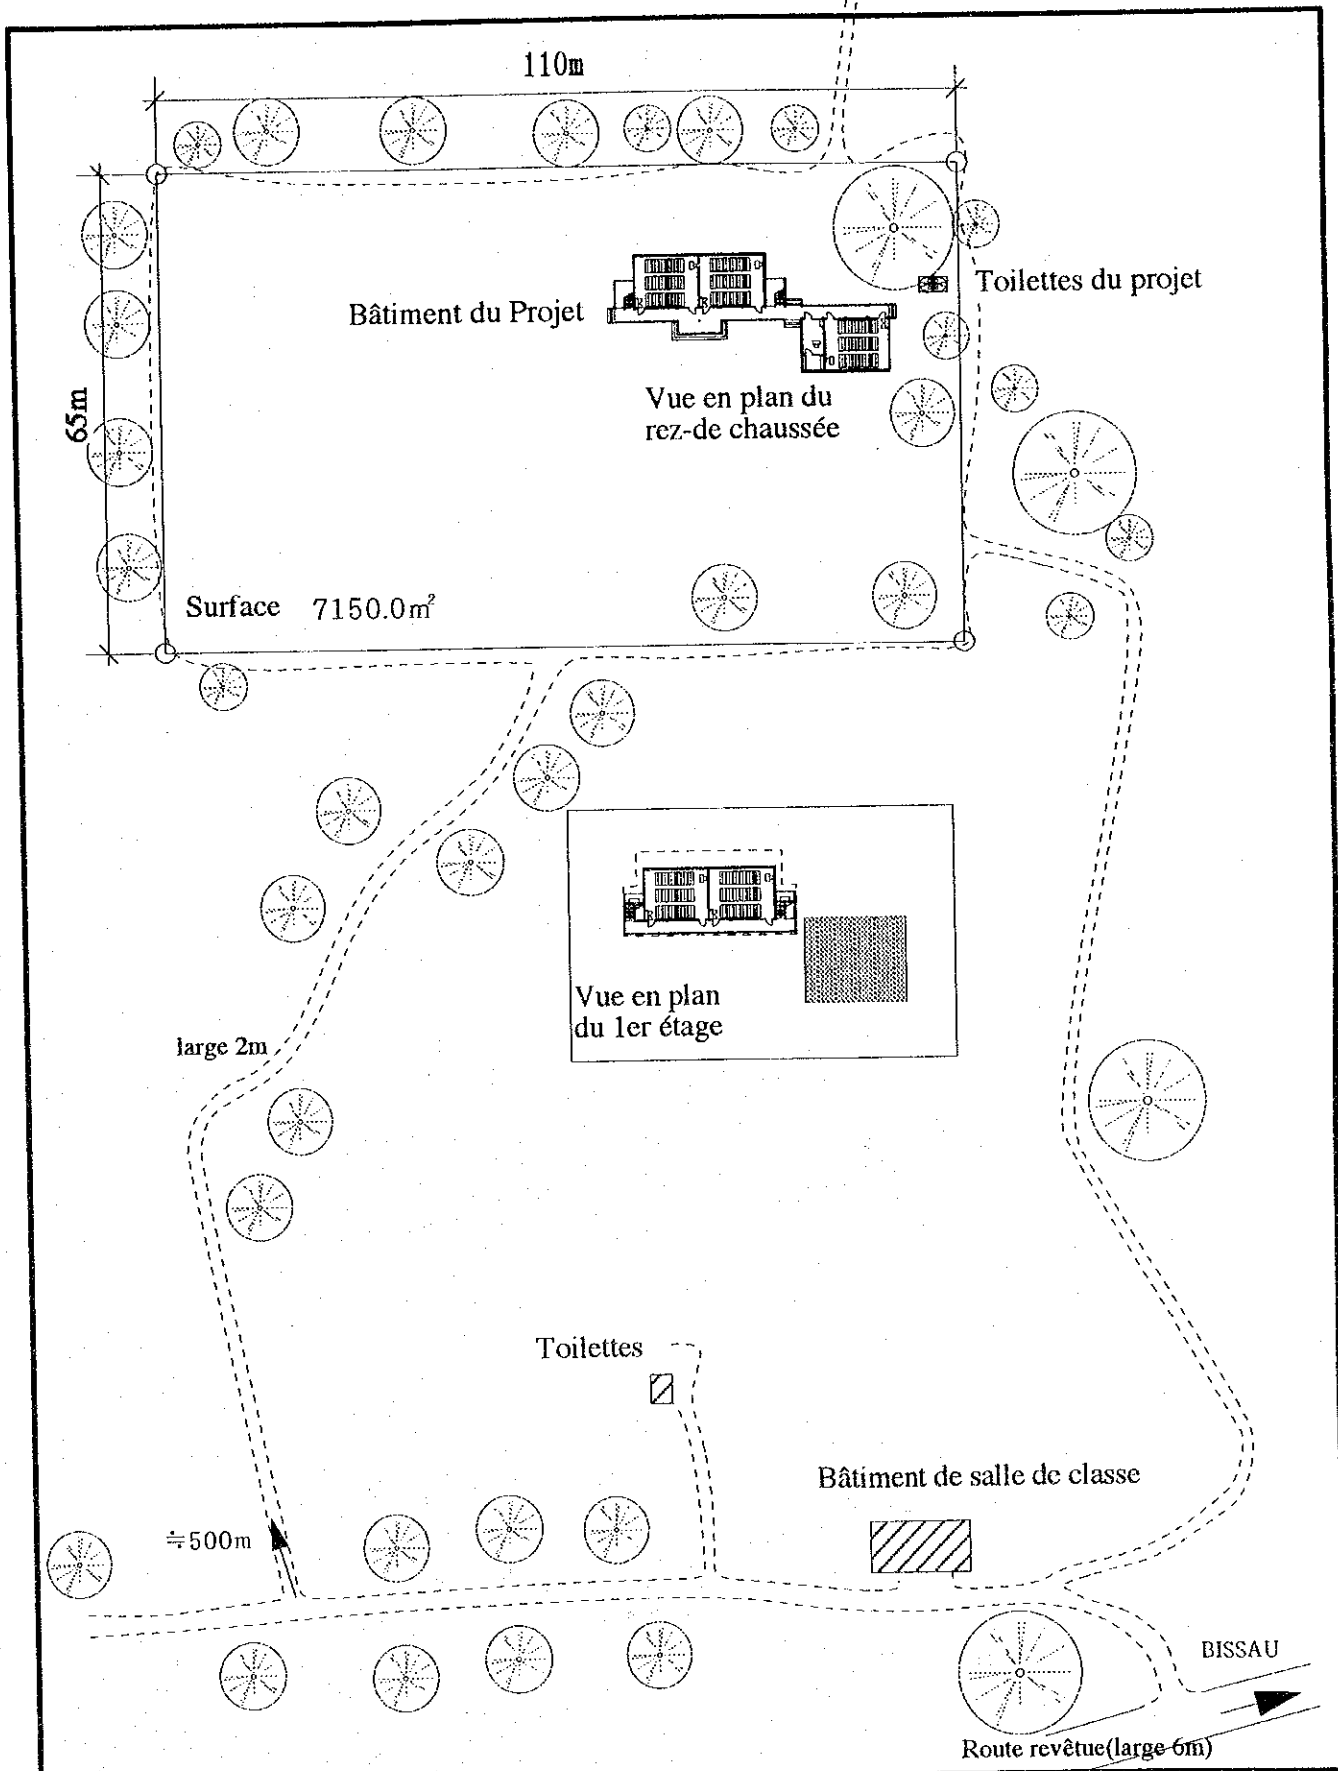 110m
Toilettes du projet
Bâtiment du Projet
65m
Vue en plan du
rez-de chaussée
Surface 7150.0㎡
Vue en plan
du 1er étage
large 2m
Toilettes
Bâtiment de salle de classe
≒500m
BISSAU
Route revêtue(large 6m)